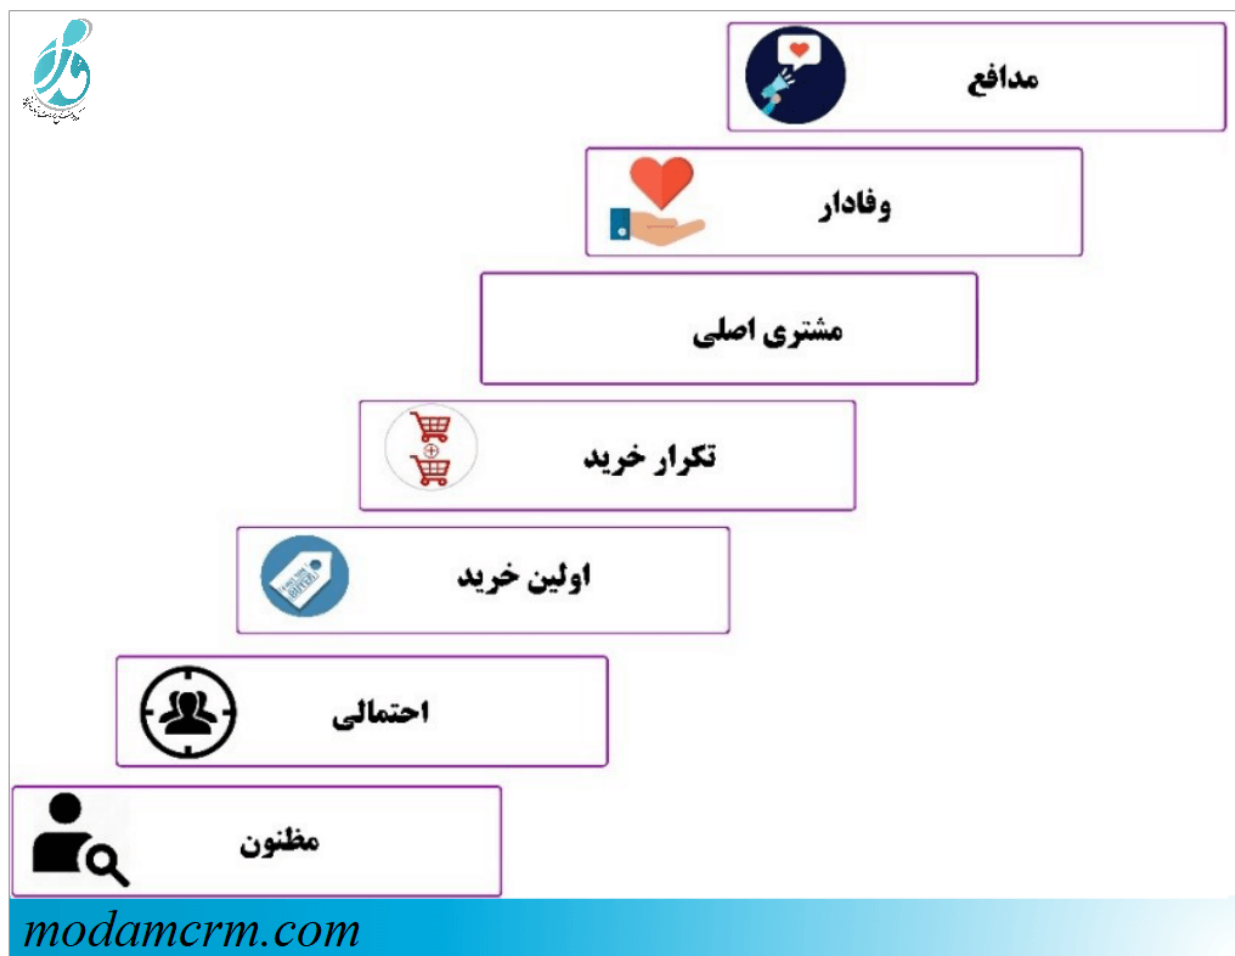 مدافع
وفادار
مشتری اصلی
تکرار خرید
اولین خرید
احتمالی
مظنون
modamcrm.com